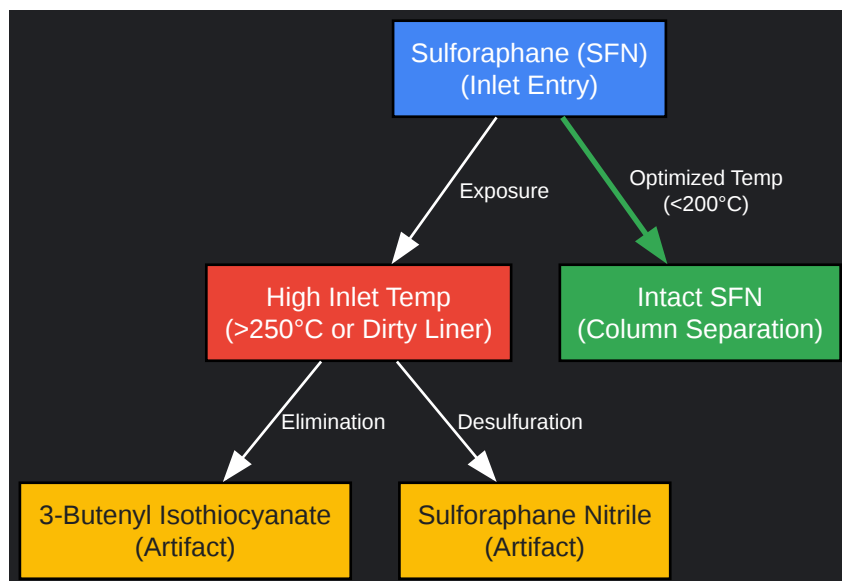 Sulforaphane (SFN)
(Inlet Entry)
Exposure
Optimized Temp
(<200°C)
High Inlet Temp
(>250°C or Dirty Liner)
Intact SFN
(Column Separation)
Elimination
Desulfuration
3-Butenyl Isothiocyanate
(Artifact)
Sulforaphane Nitrile
(Artifact)